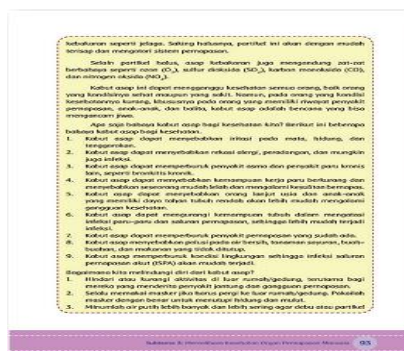 kebakaran seperti jelaga. Saking halusnya, partikel ini akan dengan mudah
terisap dan mengotori sistem pernapasan.
Selain partikel halus, asap kebakaran juga mengandung zat-zat
berbahaya seperti ozon (O₃), sulfur dioksida (SO₂), karbon monoksida (CO),
dan nitrogen oksida (NO₂).
Kabut asap ini dapat mengganggu kesehatan semua orang, baik orang
yang kondisinya sehat maupun yang sakit. Namun, pada orang yang kondisi
kesehatannya kurang, khususnya pada orang yang memiliki riwayat penyakit
pernapasan, anak-anak, dan balita, kabut asap adalah bencana yang bisa
mengancam jiwa.
Apa saja bahaya kabut asap bagi kesehatan kita? Berikut ini beberapa
bahaya kabut asap bagi kesehatan.
1. Kabut asap dapat menyebabkan iritasi pada mata, hidung, dan
tenggorokan.
2. Kabut asap dapat menyebabkan reaksi alergi, peradangan, dan mungkin
juga infeksi.
3. Kabut asap dapat memperburuk penyakit asma dan penyakit paru kronis
lain, seperti bronkitis kronik.
4. Kabut asap dapat menyebabkan kemampuan kerja paru berkurang dan
menyebabkan seseorang mudah lelah dan mengalami kesulitan bernapas.
5. Kabut asap dapat menyebabkan orang lanjut usia dan anak-anak
yang memiliki daya tahan tubuh rendah akan lebih mudah mengalami
gangguan kesehatan.
6. Kabut asap dapat mengurangi kemampuan tubuh dalam mengatasi
infeksi paru-paru dan saluran pernapasan, sehingga lebih mudah terjadi
infeksi.
7. Kabut asap dapat memperburuk penyakit pernapasan yang sudah ada.
8. Kabut asap menyebabkan polusi pada air bersih, tanaman sayuran, buah-
buahan, dan makanan yang tidak ditutup.
9. Kabut asap memperburuk kondisi lingkungan sehingga infeksi saluran
pernapasan akut (ISPA) akan mudah terjadi.
Bagaimana kita melindungi diri dari kabut asap?
1. Hindari atau kurangi aktivitas di luar rumah/gedung, terutama bagi
mereka yang menderita penyakit jantung dan gangguan pernapasan.
2. Selalu memakai masker jika harus pergi ke luar rumah/gedung. Pakailah
masker dengan benar untuk menutupi hidung dan mulut.
3. Minumlah air putih lebih banyak dan lebih sering agar debu atau partikel
Subtema 3: Memelihara Kesehatan Organ Pernapasan Manusia 93